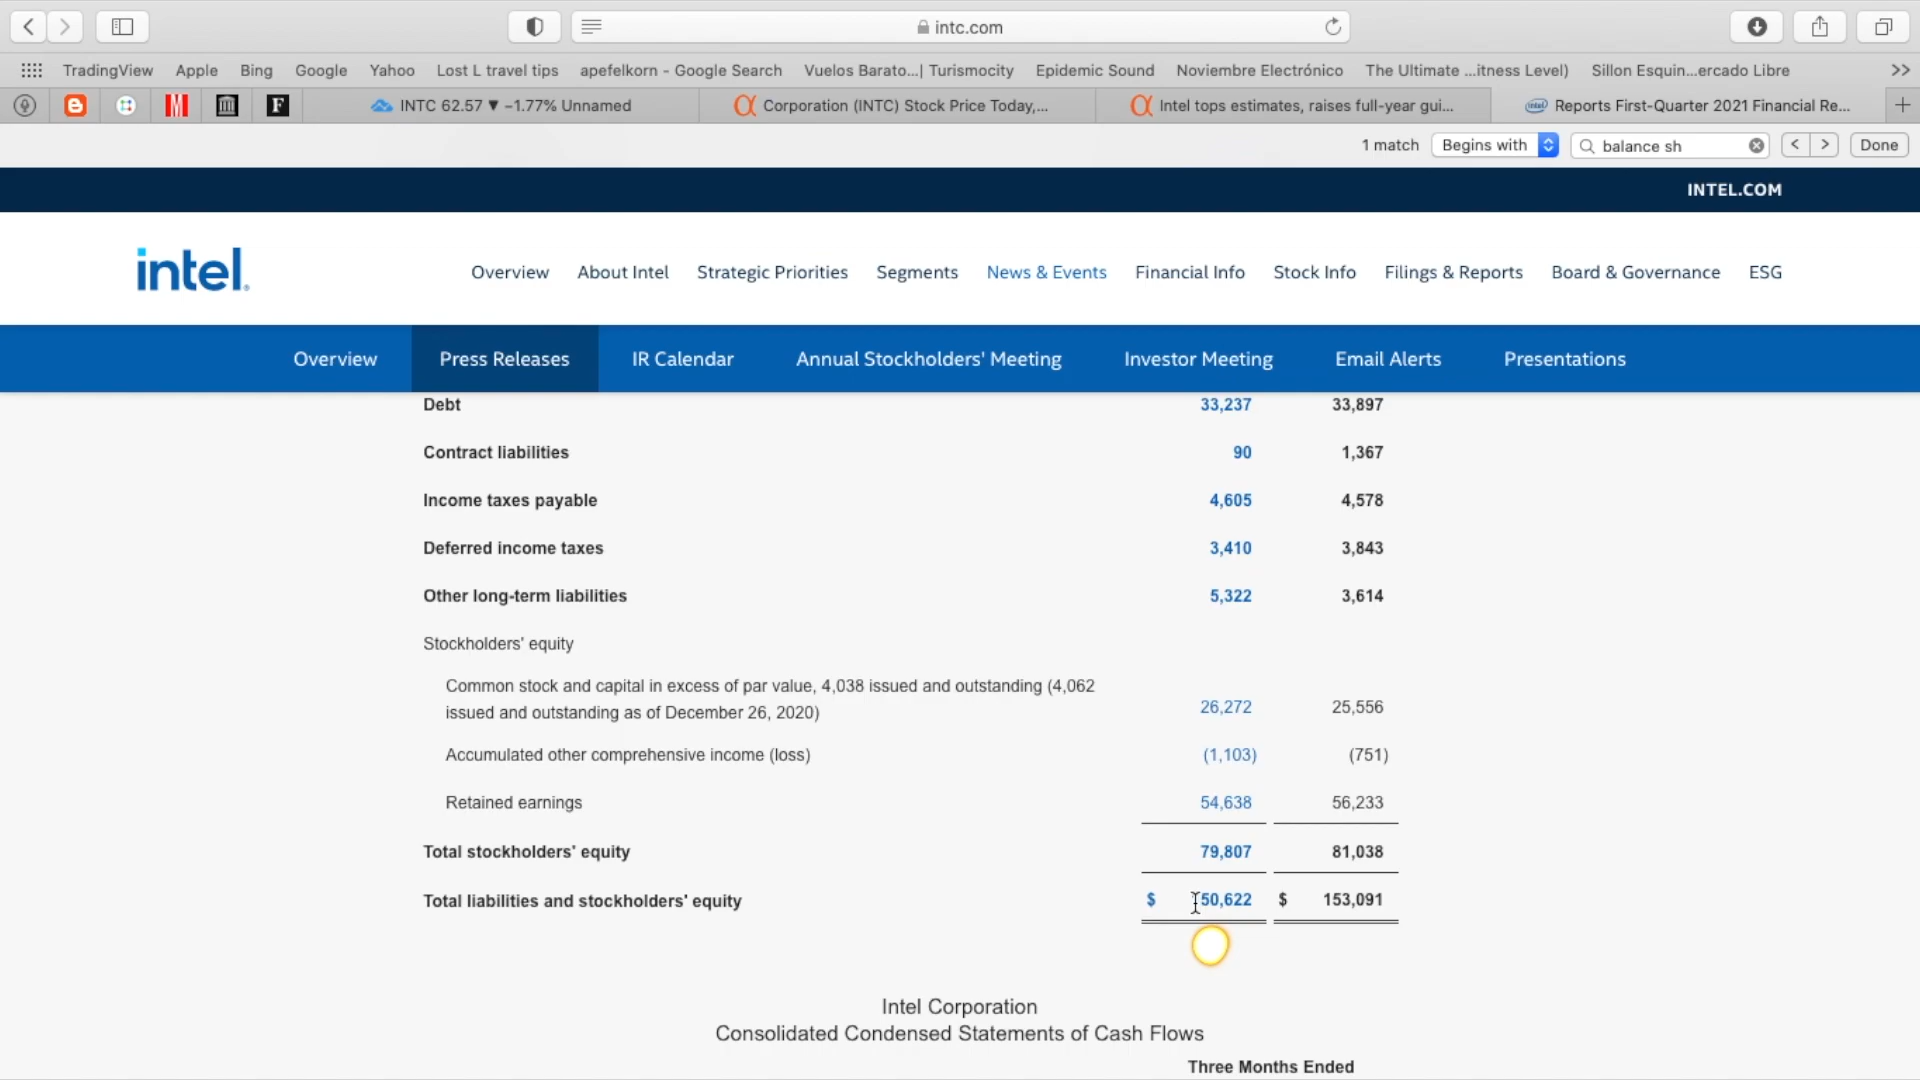 intc.com
TradingView Apple Bing Google Yahoo Lost L travel tips apefelkorn - Google Search Vuelos Barato...| Turismocity Epidemic Sound Noviembre Electrónico The Ultimate ...itness Level) Sillon Esquin...ercado Libre >>
INTC 62.57 ▼ −1.77% Unnamed Corporation (INTC) Stock Price Today,... Intel tops estimates, raises full-year gui... intel Reports First-Quarter 2021 Financial Re... +
1 match Begins with balance sh < > Done
INTEL.COM
intel. Overview About Intel Strategic Priorities Segments News & Events Financial Info Stock Info Filings & Reports Board & Governance ESG
Overview Press Releases IR Calendar Annual Stockholders' Meeting Investor Meeting Email Alerts Presentations
Debt 33,237 33,897
Contract liabilities 90 1,367
Income taxes payable 4,605 4,578
Deferred income taxes 3,410 3,843
Other long-term liabilities 5,322 3,614
Stockholders' equity
Common stock and capital in excess of par value, 4,038 issued and outstanding (4,062
issued and outstanding as of December 26, 2020) 26,272 25,556
Accumulated other comprehensive income (loss) (1,103) (751)
Retained earnings 54,638 56,233
Total stockholders' equity 79,807 81,038
Total liabilities and stockholders' equity $ 50,622 $ 153,091
Intel Corporation
Consolidated Condensed Statements of Cash Flows
Three Months Ended